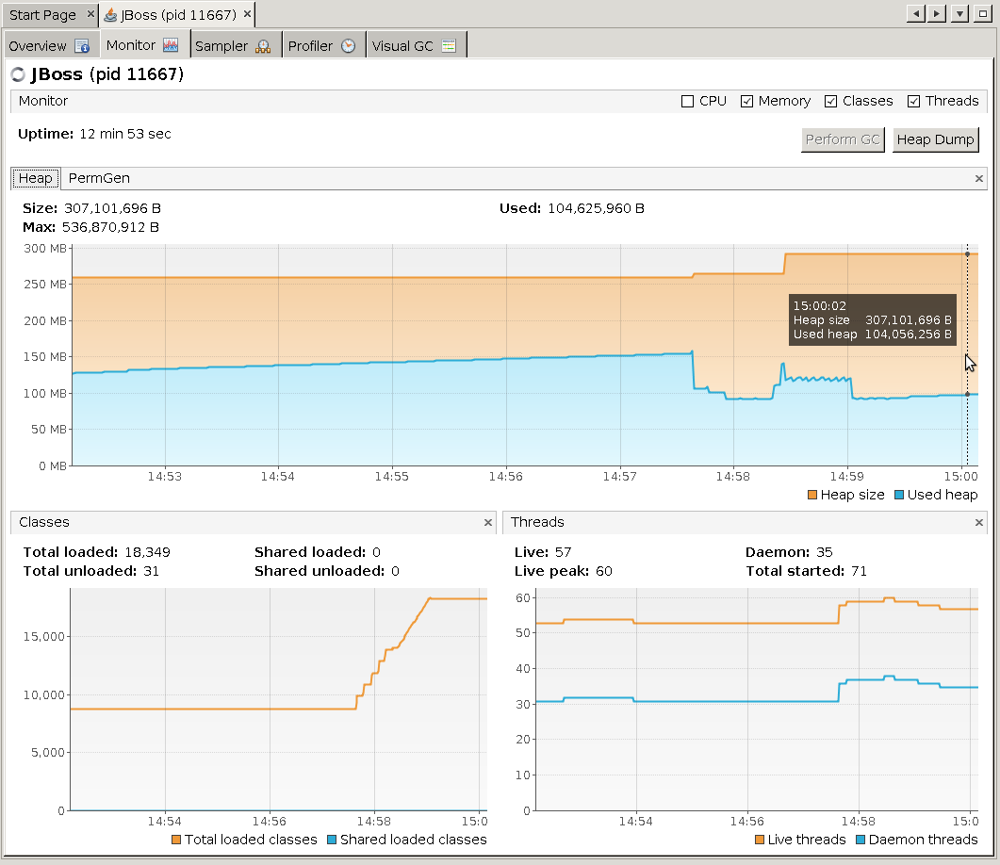 Start Page JBoss (pid 11667)
Overview Monitor Sampler Profiler Visual GC
JBoss (pid 11667)
Monitor CPU Memory Classes Threads
Uptime: 12 min 53 sec Perform GC Heap Dump
Heap PermGen
Size: 307,101,696 B Used: 104,625,960 B
Max: 536,870,912 B
300 MB
250 MB
200 MB
150 MB
100 MB
50 MB
0 MB
15:00:02
Heap size 307,101,696 B
Used heap 104,056,256 B
14:53 14:54 14:55 14:56 14:57 14:58 14:59 15:00
Heap size Used heap
Classes
Total loaded: 18,349 Shared loaded: 0
Total unloaded: 31 Shared unloaded: 0
15,000
10,000
5,000
0
14:54 14:56 14:58 15:0
Total loaded classes Shared loaded classes
Threads
Live: 57 Daemon: 35
Live peak: 60 Total started: 71
60
50
40
30
20
10
0
14:54 14:56 14:58 15:0
Live threads Daemon threads